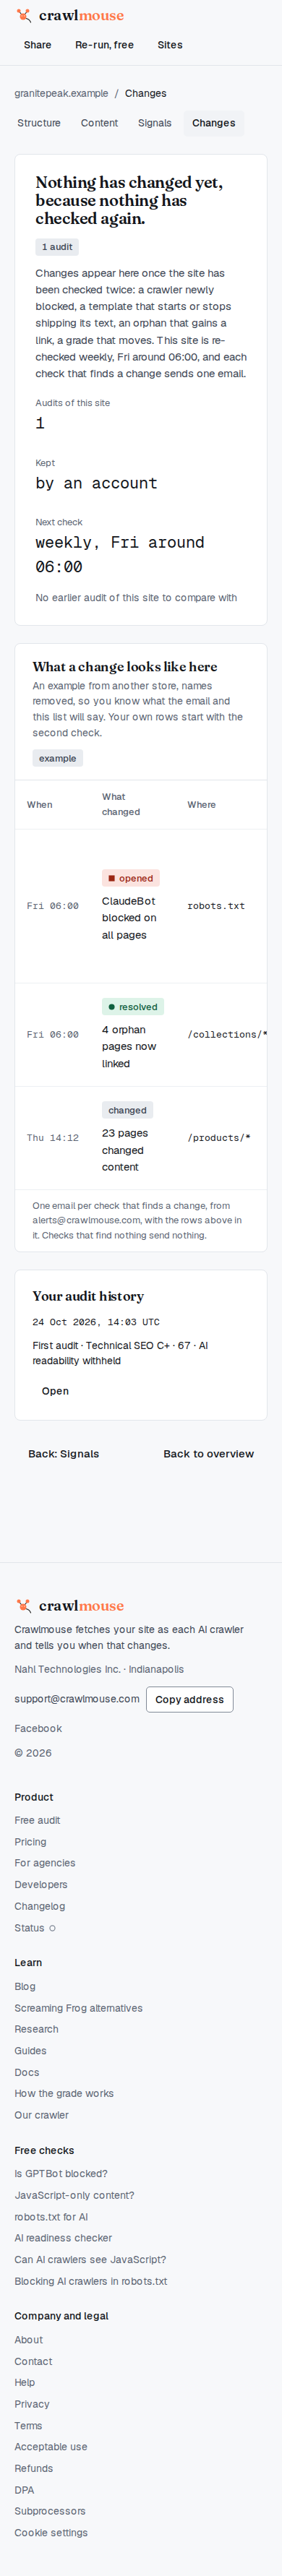 crawlmouse
Share Re-run, free Sites
granitepeak.example / Changes
Structure Content Signals Changes
Nothing has changed yet,
because nothing has
checked again.
1 audit
Changes appear here once the site has
been checked twice: a crawler newly
blocked, a template that starts or stops
shipping its text, an orphan that gains a
link, a grade that moves. This site is re-
checked weekly, Fri around 06:00, and each
check that finds a change sends one email.
Audits of this site
1
Kept
by an account
Next check
weekly, Fri around
06:00
No earlier audit of this site to compare with
What a change looks like here
An example from another store, names
removed, so you know what the email and
this list will say. Your own rows start with the
second check.
example
When What changed Where
Fri 06:00
opened
ClaudeBot
blocked on
all pages
robots.txt
Fri 06:00
resolved
4 orphan
pages now
linked
/collections/*
Thu 14:12
changed
23 pages
changed
content
/products/*
One email per check that finds a change, from
alerts@crawlmouse.com, with the rows above in
it. Checks that find nothing send nothing.
Your audit history
24 Oct 2026, 14:03 UTC
First audit · Technical SEO C+ · 67 · AI
readability withheld
Open
Back: Signals Back to overview
crawlmouse
Crawlmouse fetches your site as each AI crawler
and tells you when that changes.
Nahl Technologies Inc. · Indianapolis
support@crawlmouse.com Copy address
Facebook
© 2026
Product
Free audit
Pricing
For agencies
Developers
Changelog
Status
Learn
Blog
Screaming Frog alternatives
Research
Guides
Docs
How the grade works
Our crawler
Free checks
Is GPTBot blocked?
JavaScript-only content?
robots.txt for AI
AI readiness checker
Can AI crawlers see JavaScript?
Blocking AI crawlers in robots.txt
Company and legal
About
Contact
Help
Privacy
Terms
Acceptable use
Refunds
DPA
Subprocessors
Cookie settings